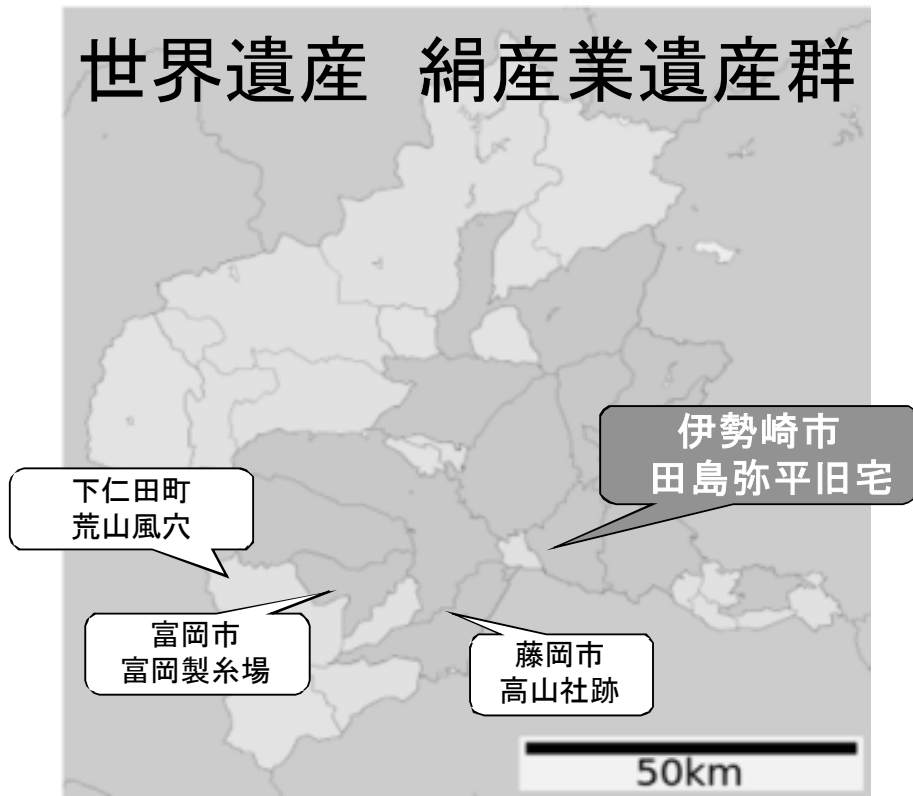 世界遺産　絹産業遺産群
伊勢崎市
田島弥平旧宅
下仁田町
荒山風穴
富岡市
富岡製糸場
藤岡市
高山社跡
50km